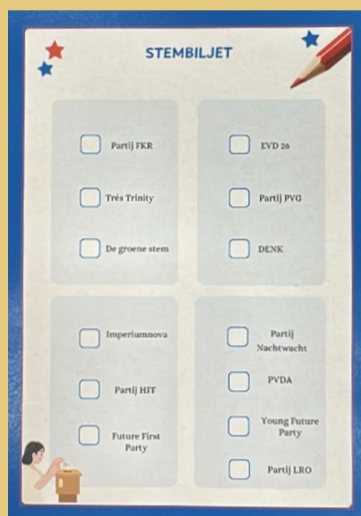 STEMBILJET
Partij FKR
Très Trinity
De groene stem
EVD 26
Partij PVG
DENK
Imperiumnova
Partij HFF
Future First
Party
Partij
Nachtwacht
PVDA
Young Future
Party
Partij LRO